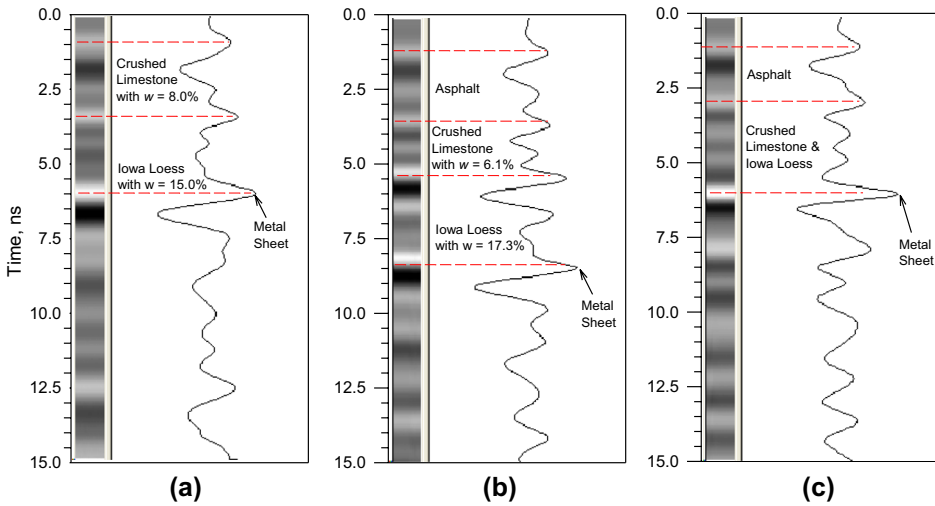 Time, ns
0.0
2.5
5.0
7.5
10.0
12.5
15.0
Crushed
Limestone
with w = 8.0%
Iowa Loess
with w = 15.0%
Metal
Sheet
(a)
0.0
2.5
5.0
7.5
10.0
12.5
15.0
Asphalt
Crushed
Limestone
with w = 6.1%
Iowa Loess
with w = 17.3%
Metal
Sheet
(b)
0.0
2.5
5.0
7.5
10.0
12.5
15.0
Asphalt
Crushed
Limestone &
Iowa Loess
Metal
Sheet
(c)